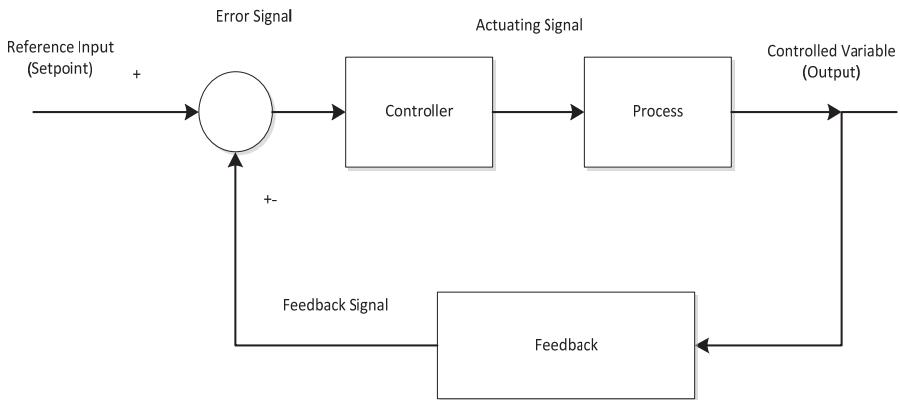 Error Signal
Actuating Signal
Reference Input
(Setpoint)
+
Controlled Variable
(Output)
Controller
Process
+-
Feedback Signal
Feedback